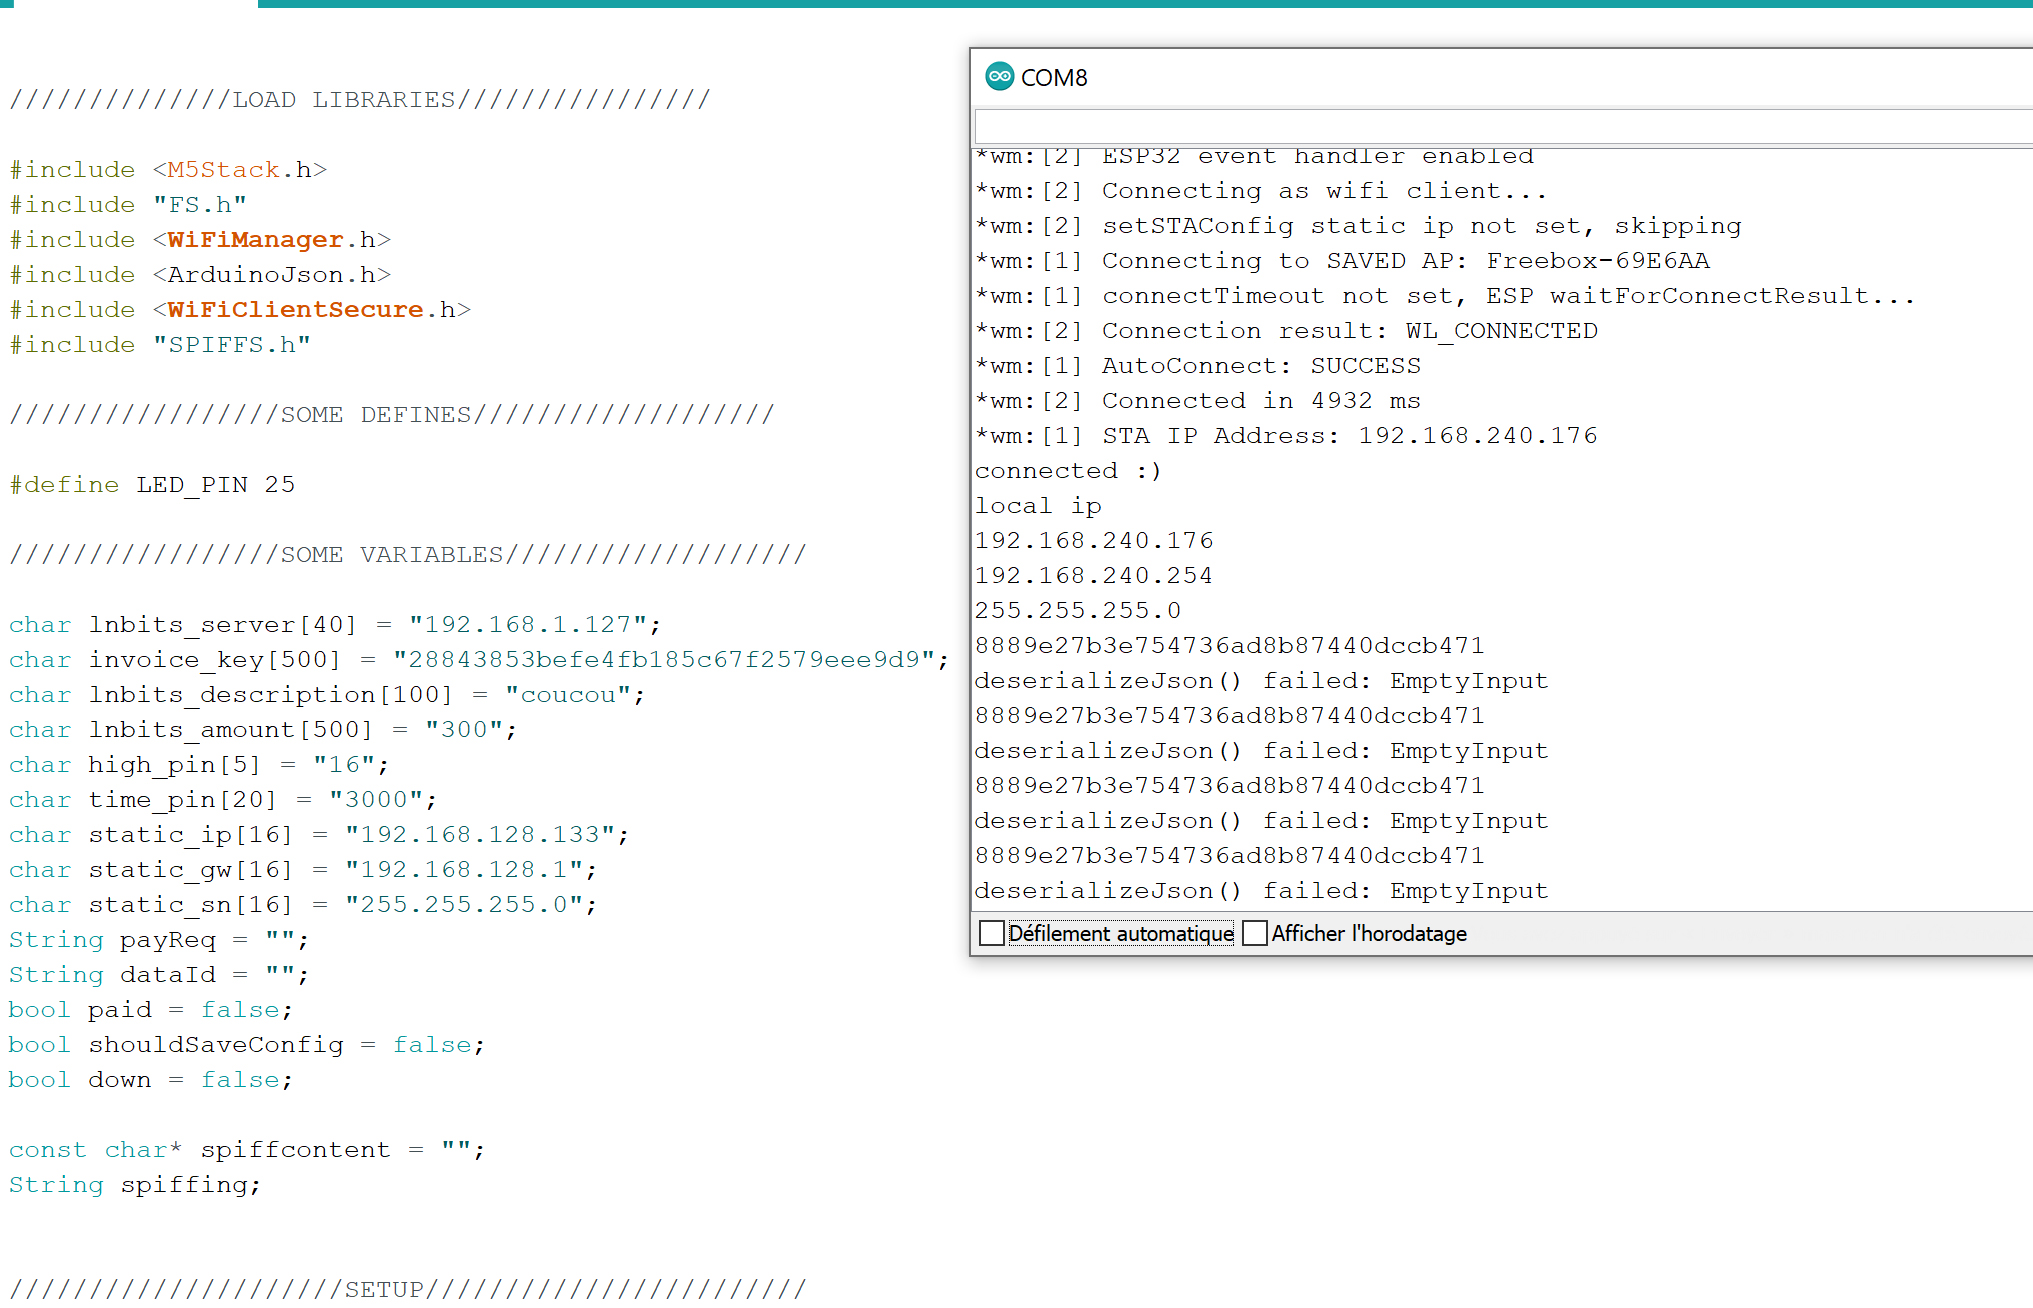 //////////////LOAD LIBRARIES////////////////
#include <M5Stack.h>
#include "FS.h"
#include <WiFiManager.h>
#include <ArduinoJson.h>
#include <WiFiClientSecure.h>
#include "SPIFFS.h"
/////////////////SOME DEFINES///////////////////
#define LED_PIN 25
/////////////////SOME VARIABLES///////////////////
char lnbits_server[40] = "192.168.1.127";
char invoice_key[500] = "28843853befe4fb185c67f2579eee9d9";
char lnbits_description[100] = "coucou";
char lnbits_amount[500] = "300";
char high_pin[5] = "16";
char time_pin[20] = "3000";
char static_ip[16] = "192.168.128.133";
char static_gw[16] = "192.168.128.1";
char static_sn[16] = "255.255.255.0";
String payReq = "";
String dataId = "";
bool paid = false;
bool shouldSaveConfig = false;
bool down = false;
const char* spiffcontent = "";
String spiffing;
/////////////////////SETUP////////////////////////
COM8
*wm:[2] ESP32 event handler enabled
*wm:[2] Connecting as wifi client...
*wm:[2] setSTAConfig static ip not set, skipping
*wm:[1] Connecting to SAVED AP: Freebox-69E6AA
*wm:[1] connectTimeout not set, ESP waitForConnectResult...
*wm:[2] Connection result: WL_CONNECTED
*wm:[1] AutoConnect: SUCCESS
*wm:[2] Connected in 4932 ms
*wm:[1] STA IP Address: 192.168.240.176
connected :)
local ip
192.168.240.176
192.168.240.254
255.255.255.0
8889e27b3e754736ad8b87440dccb471
deserializeJson() failed: EmptyInput
8889e27b3e754736ad8b87440dccb471
deserializeJson() failed: EmptyInput
8889e27b3e754736ad8b87440dccb471
deserializeJson() failed: EmptyInput
8889e27b3e754736ad8b87440dccb471
deserializeJson() failed: EmptyInput
Défilement automatique Afficher l'horodatage